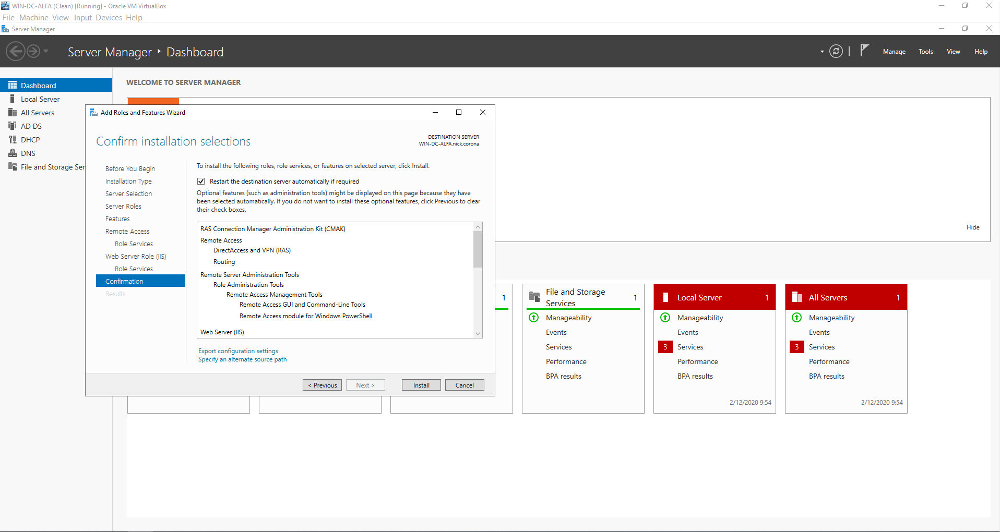 WIN-DC-ALFA (Clean) [Running] - Oracle VM VirtualBox
File Machine View Input Devices Help
Server Manager
Server Manager • Dashboard
Manage Tools View Help
Dashboard
Local Server
All Servers
AD DS
DHCP
DNS
File and Storage Ser
WELCOME TO SERVER MANAGER
Add Roles and Features Wizard
Confirm installation selections
DESTINATION SERVER
WIN-DC-ALFA.nick.corona
Before You Begin
Installation Type
Server Selection
Server Roles
Features
Remote Access
Role Services
Web Server Role (IIS)
Role Services
Confirmation
Results
To install the following roles, role services, or features on selected server, click Install.
Restart the destination server automatically if required
Optional features (such as administration tools) might be displayed on this page because they have
been selected automatically. If you do not want to install these optional features, click Previous to clear
their check boxes.
RAS Connection Manager Administration Kit (CMAK)
Remote Access
DirectAccess and VPN (RAS)
Routing
Remote Server Administration Tools
Role Administration Tools
Remote Access Management Tools
Remote Access GUI and Command-Line Tools
Remote Access module for Windows PowerShell
Web Server (IIS)
Export configuration settings
Specify an alternate source path
< Previous
Next >
Install
Cancel
Hide
1
File and Storage
Services
1
Manageability
Events
Services
Performance
BPA results
Local Server 1
Manageability
Events
3 Services
Performance
BPA results
2/12/2020 9:54
All Servers 1
Manageability
Events
3 Services
Performance
BPA results
2/12/2020 9:54